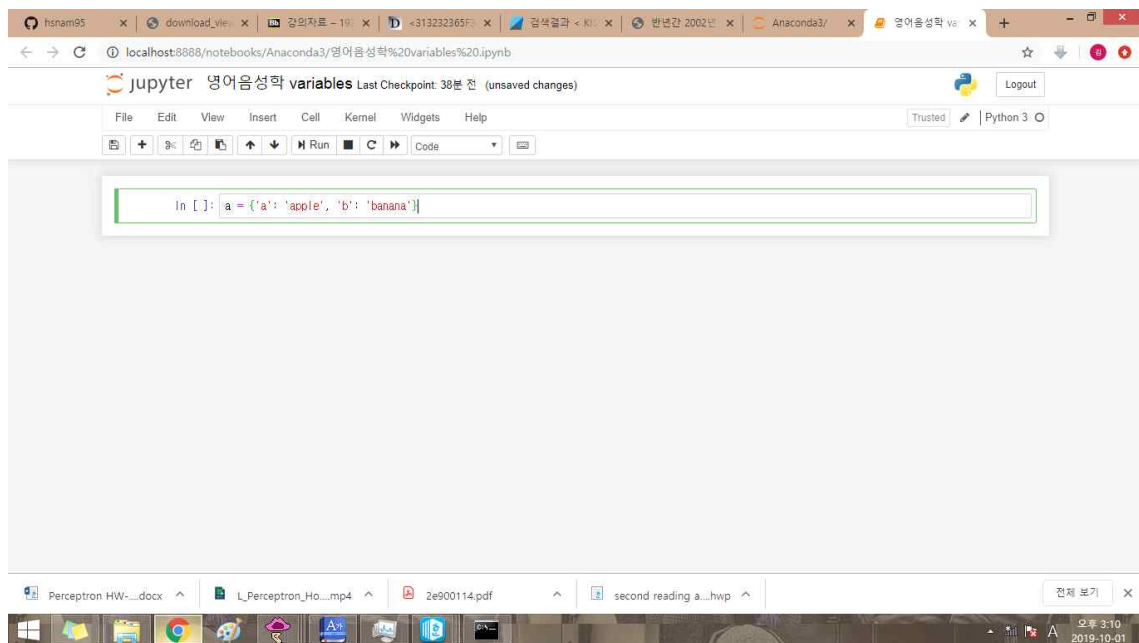 hsnam95
download_view
강의자료 – 19
<313232365F3
검색결과 < KIS
반년간 2002년
Anaconda3/
영어음성학 va
localhost:8888/notebooks/Anaconda3/영어음성학%20variables%20.ipynb
jupyter 영어음성학 variables Last Checkpoint: 38분 전 (unsaved changes)
Logout
File Edit View Insert Cell Kernel Widgets Help
Trusted Python 3
Run Code
In [ ]: a = {'a': 'apple', 'b': 'banana'}
Perceptron HW-....docx
L_Perceptron_Ho....mp4
2e900114.pdf
second reading a....hwp
전체 보기
A 오후 3:10
2019-10-01